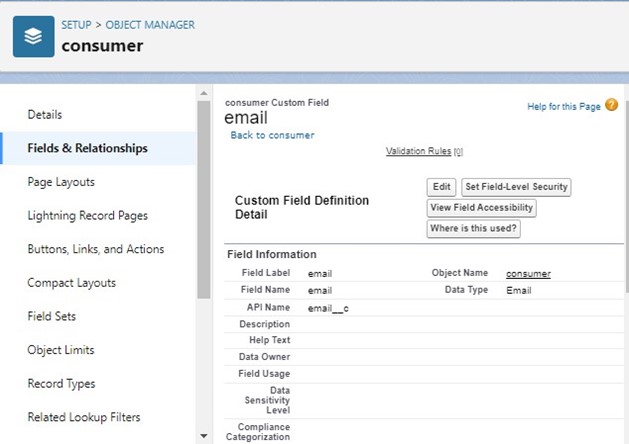 SETUP > OBJECT MANAGER
consumer
Details
Fields & Relationships
Page Layouts
Lightning Record Pages
Buttons, Links, and Actions
Compact Layouts
Field Sets
Object Limits
Record Types
Related Lookup Filters
consumer Custom Field
email
Help for this Page ?
Back to consumer
Validation Rules [0]
Custom Field Definition
Detail
Edit Set Field-Level Security
View Field Accessibility
Where is this used?
Field Information
Field Label email Object Name consumer
Field Name email Data Type Email
API Name email__c
Description
Help Text
Data Owner
Field Usage
Data
Sensitivity
Level
Compliance
Categorization